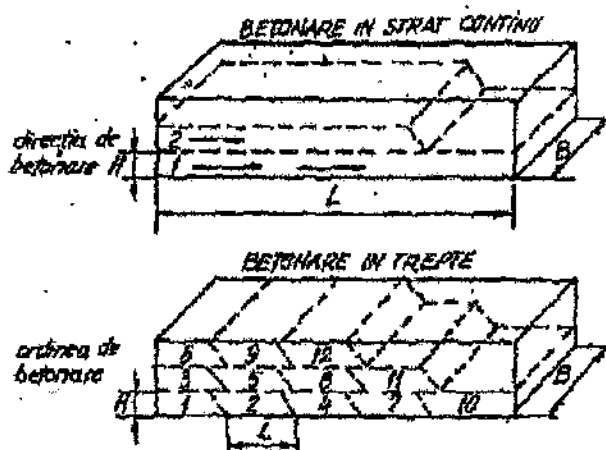 BETONARE IN STRAT CONTINU
2
direcția de
betonare H
1
B
L
BETONARE IN TREPTE
ordinea de
betonare
6 9 12
3 5 8 11
H 1 2 4 7 10
B
L